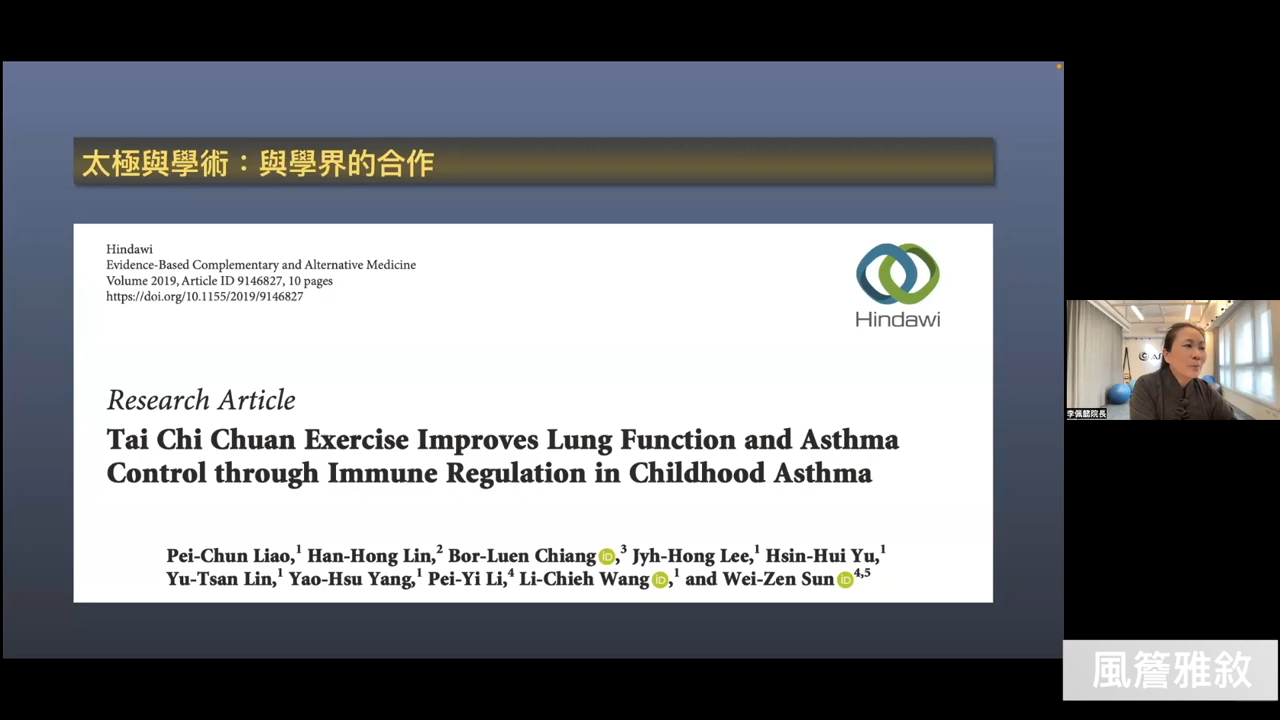 太極與學術：與學界的合作
Hindawi
Evidence-Based Complementary and Alternative Medicine
Volume 2019, Article ID 9146827, 10 pages
https://doi.org/10.1155/2019/9146827
Hindawi
Research Article
Tai Chi Chuan Exercise Improves Lung Function and Asthma
Control through Immune Regulation in Childhood Asthma
Pei-Chun Liao,1 Han-Hong Lin,2 Bor-Luen Chiang iD,3 Jyh-Hong Lee,1 Hsin-Hui Yu,1
Yu-Tsan Lin,1 Yao-Hsu Yang,1 Pei-Yi Li,4 Li-Chieh Wang iD,1 and Wei-Zen Sun iD4,5
李佩懿院長
風簷雅敘